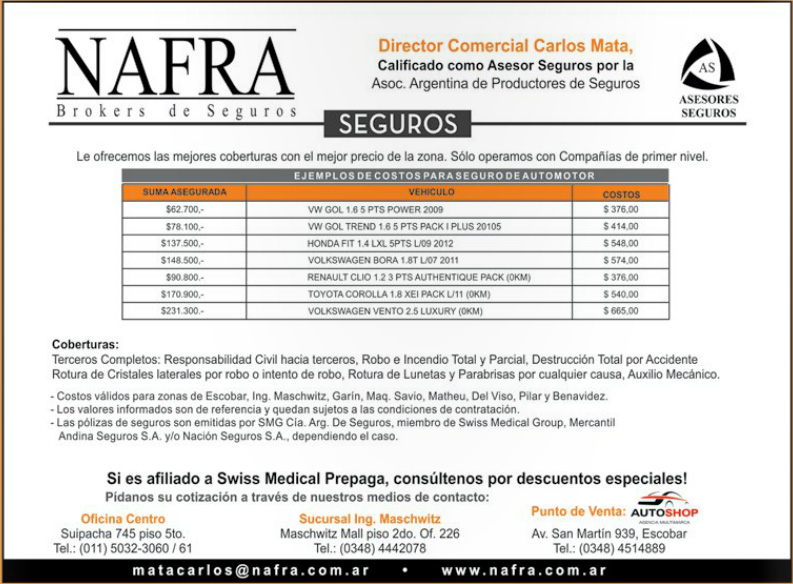 NAFRA
Brokers de Seguros
Director Comercial Carlos Mata,
Calificado como Asesor Seguros por la
Asoc. Argentina de Productores de Seguros
AS
ASESORES
SEGUROS
SEGUROS
Le ofrecemos las mejores coberturas con el mejor precio de la zona. Sólo operamos con Compañías de primer nivel.
EJEMPLOS DE COSTOS PARA SEGURO DE AUTOMOTOR
SUMA ASEGURADA VEHICULO COSTOS
$62.700,- VW GOL 1.6 5 PTS POWER 2009 $ 376,00
$78.100,- VW GOL TREND 1.6 5 PTS PACK I PLUS 20105 $ 414,00
$137.500,- HONDA FIT 1.4 LXL 5PTS L/09 2012 $ 548,00
$148.500,- VOLKSWAGEN BORA 1.8T L/07 2011 $ 574,00
$90.800.- RENAULT CLIO 1.2 3 PTS AUTHENTIQUE PACK (0KM) $ 376,00
$170.900,- TOYOTA COROLLA 1.8 XEI PACK L/11 (0KM) $ 540,00
$231.300.- VOLKSWAGEN VENTO 2.5 LUXURY (0KM) $ 665,00
Coberturas:
Terceros Completos: Responsabilidad Civil hacia terceros, Robo e Incendio Total y Parcial, Destrucción Total por Accidente
Rotura de Cristales laterales por robo o intento de robo, Rotura de Lunetas y Parabrisas por cualquier causa, Auxilio Mecánico.
- Costos válidos para zonas de Escobar, Ing. Maschwitz, Garín, Maq. Savio, Matheu, Del Viso, Pilar y Benavidez.
- Los valores informados son de referencia y quedan sujetos a las condiciones de contratación.
- Las pólizas de seguros son emitidas por SMG Cía. Arg. De Seguros, miembro de Swiss Medical Group, Mercantil
Andina Seguros S.A. y/o Nación Seguros S.A., dependiendo el caso.
Si es afiliado a Swiss Medical Prepaga, consúltenos por descuentos especiales!
Pídanos su cotización a través de nuestros medios de contacto:
Oficina Centro
Suipacha 745 piso 5to.
Tel.: (011) 5032-3060 / 61
Sucursal Ing. Maschwitz
Maschwitz Mall piso 2do. Of. 226
Tel.: (0348) 4442078
Punto de Venta: AUTOSHOP
AGENCIA MULTIMARCA
Av. San Martín 939, Escobar
Tel.: (0348) 4514889
matacarlos@nafra.com.ar • www.nafra.com.ar